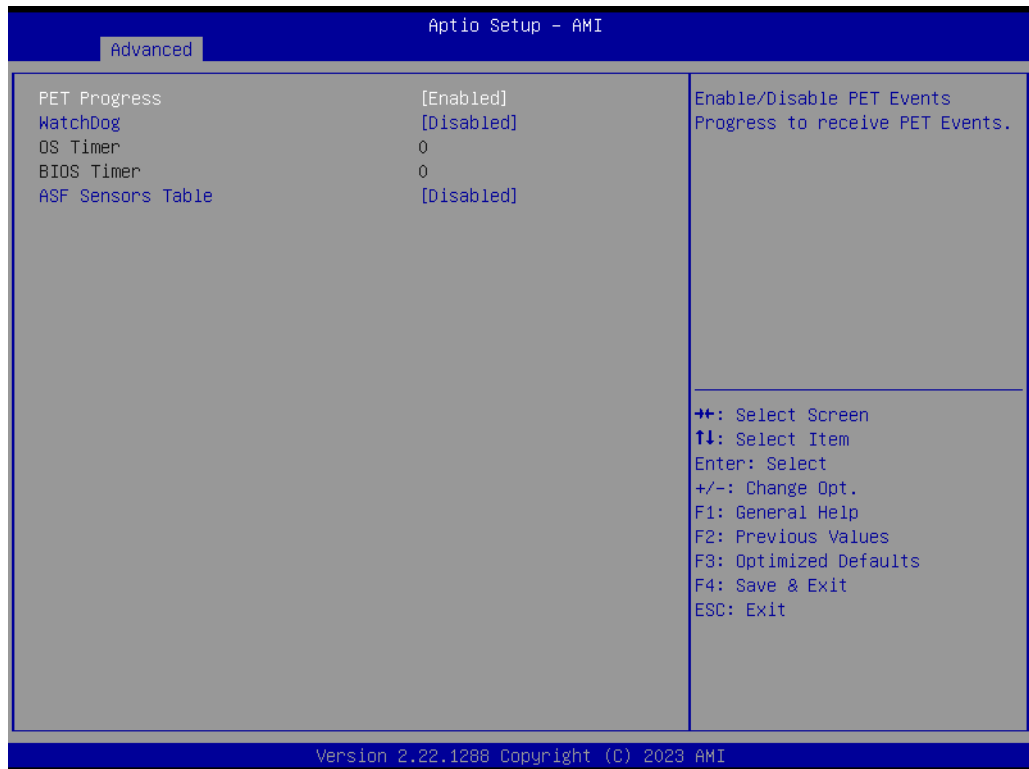 Aptio Setup – AMI
Advanced
PET Progress [Enabled]
WatchDog [Disabled]
OS Timer 0
BIOS Timer 0
ASF Sensors Table [Disabled]
Enable/Disable PET Events
Progress to receive PET Events.
→←: Select Screen
↑↓: Select Item
Enter: Select
+/-: Change Opt.
F1: General Help
F2: Previous Values
F3: Optimized Defaults
F4: Save & Exit
ESC: Exit
Version 2.22.1288 Copyright (C) 2023 AMI